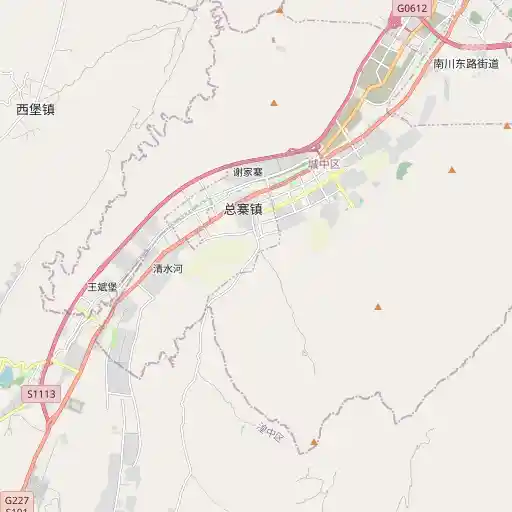 G0612
南川东路街道
西堡镇
城中区
谢家寨
总寨镇
清水河
王斌堡
S1113
湟中区
G227
S101